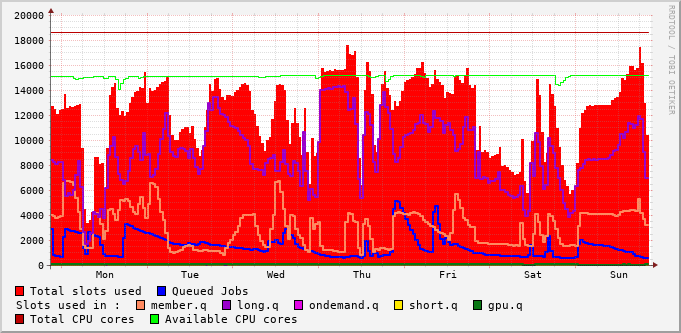 20000
18000
16000
14000
12000
10000
8000
6000
4000
2000
0
Mon Tue Wed Thu Fri Sat Sun
RRDTOOL / TOBI OETIKER
Total slots used Queued Jobs
Slots used in : member.q long.q ondemand.q short.q gpu.q
Total CPU cores Available CPU cores